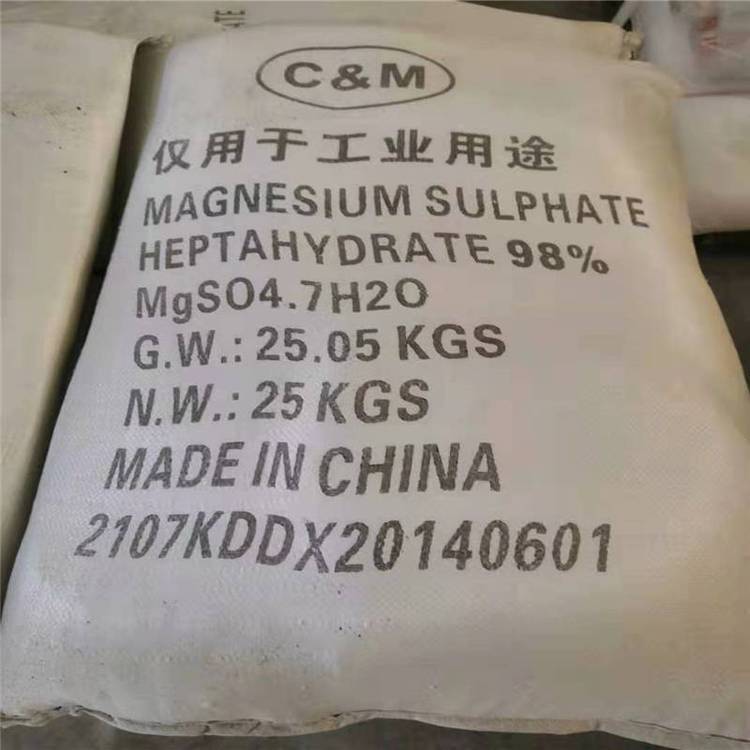 ATE
C&M
仅用于工业用途
MAGNESIUM SULPHATE
HEPTAHYDRATE 98%
MgSO4.7H2O
G.W.: 25.05 KGS
N.W.: 25 KGS
MADE IN CHINA
2107KDDX20140601